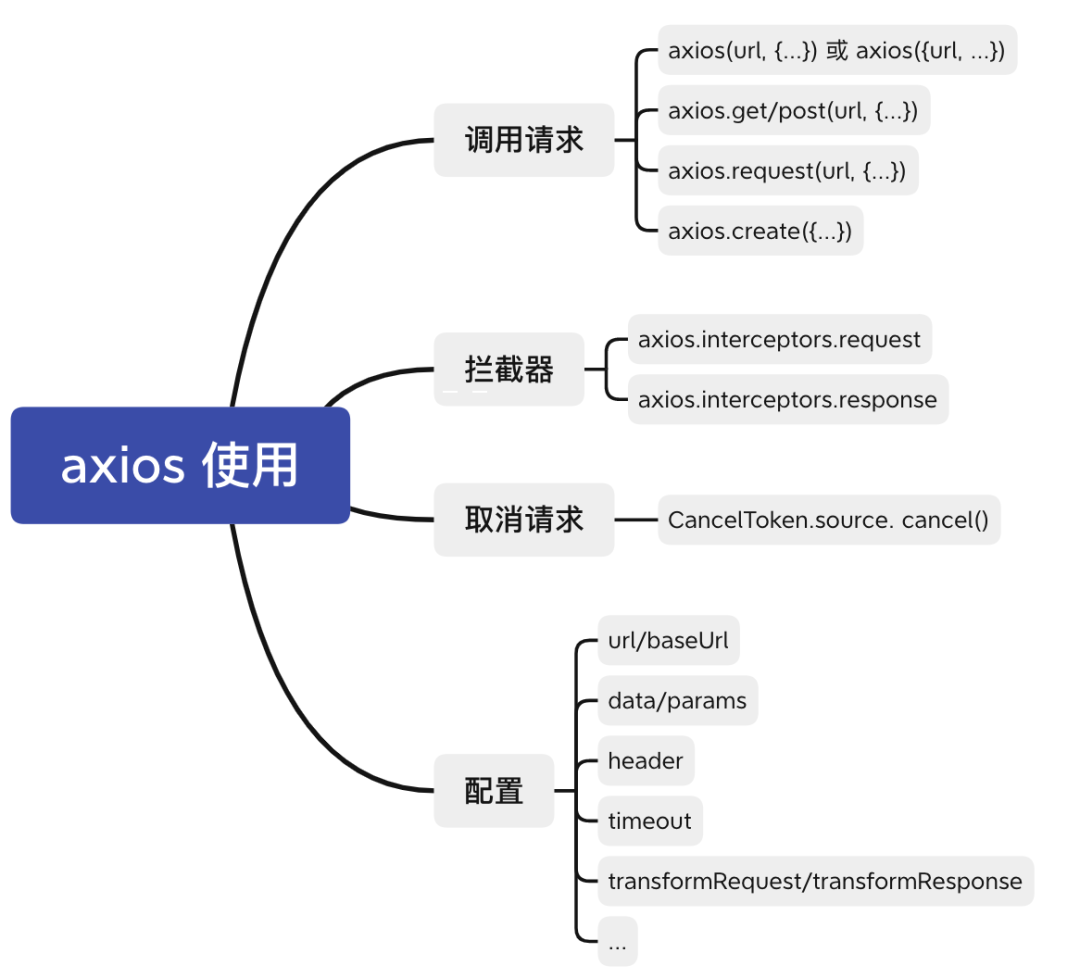 axios 使用
调用请求
axios(url, {...}) 或 axios({url, ...})
axios.get/post(url, {...})
axios.request(url, {...})
axios.create({...})
拦截器
axios.interceptors.request
axios.interceptors.response
取消请求
CancelToken.source. cancel()
配置
url/baseUrl
data/params
header
timeout
transformRequest/transformResponse
...